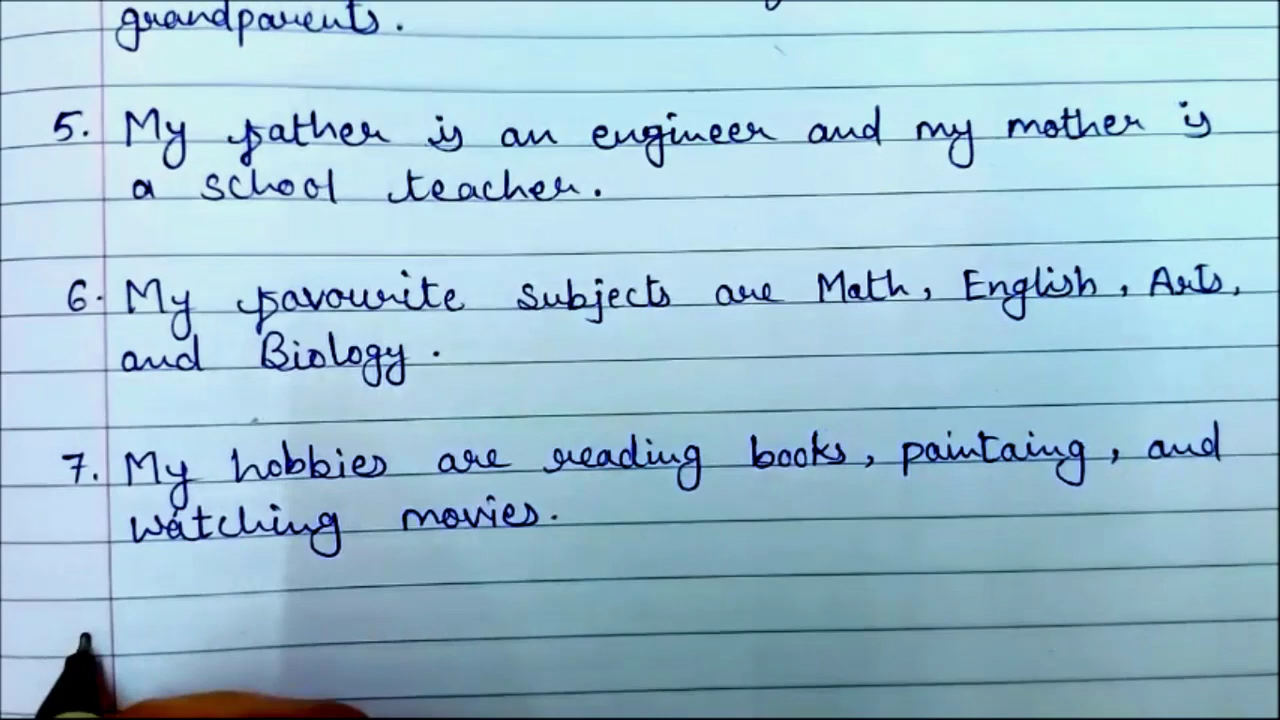 grandparents.
5. My father is an engineer and my mother is
a school teacher.
6. My favourite subjects are Math, English, Arts,
and Biology.
7. My hobbies are reading books, paintaing, and
watching movies.